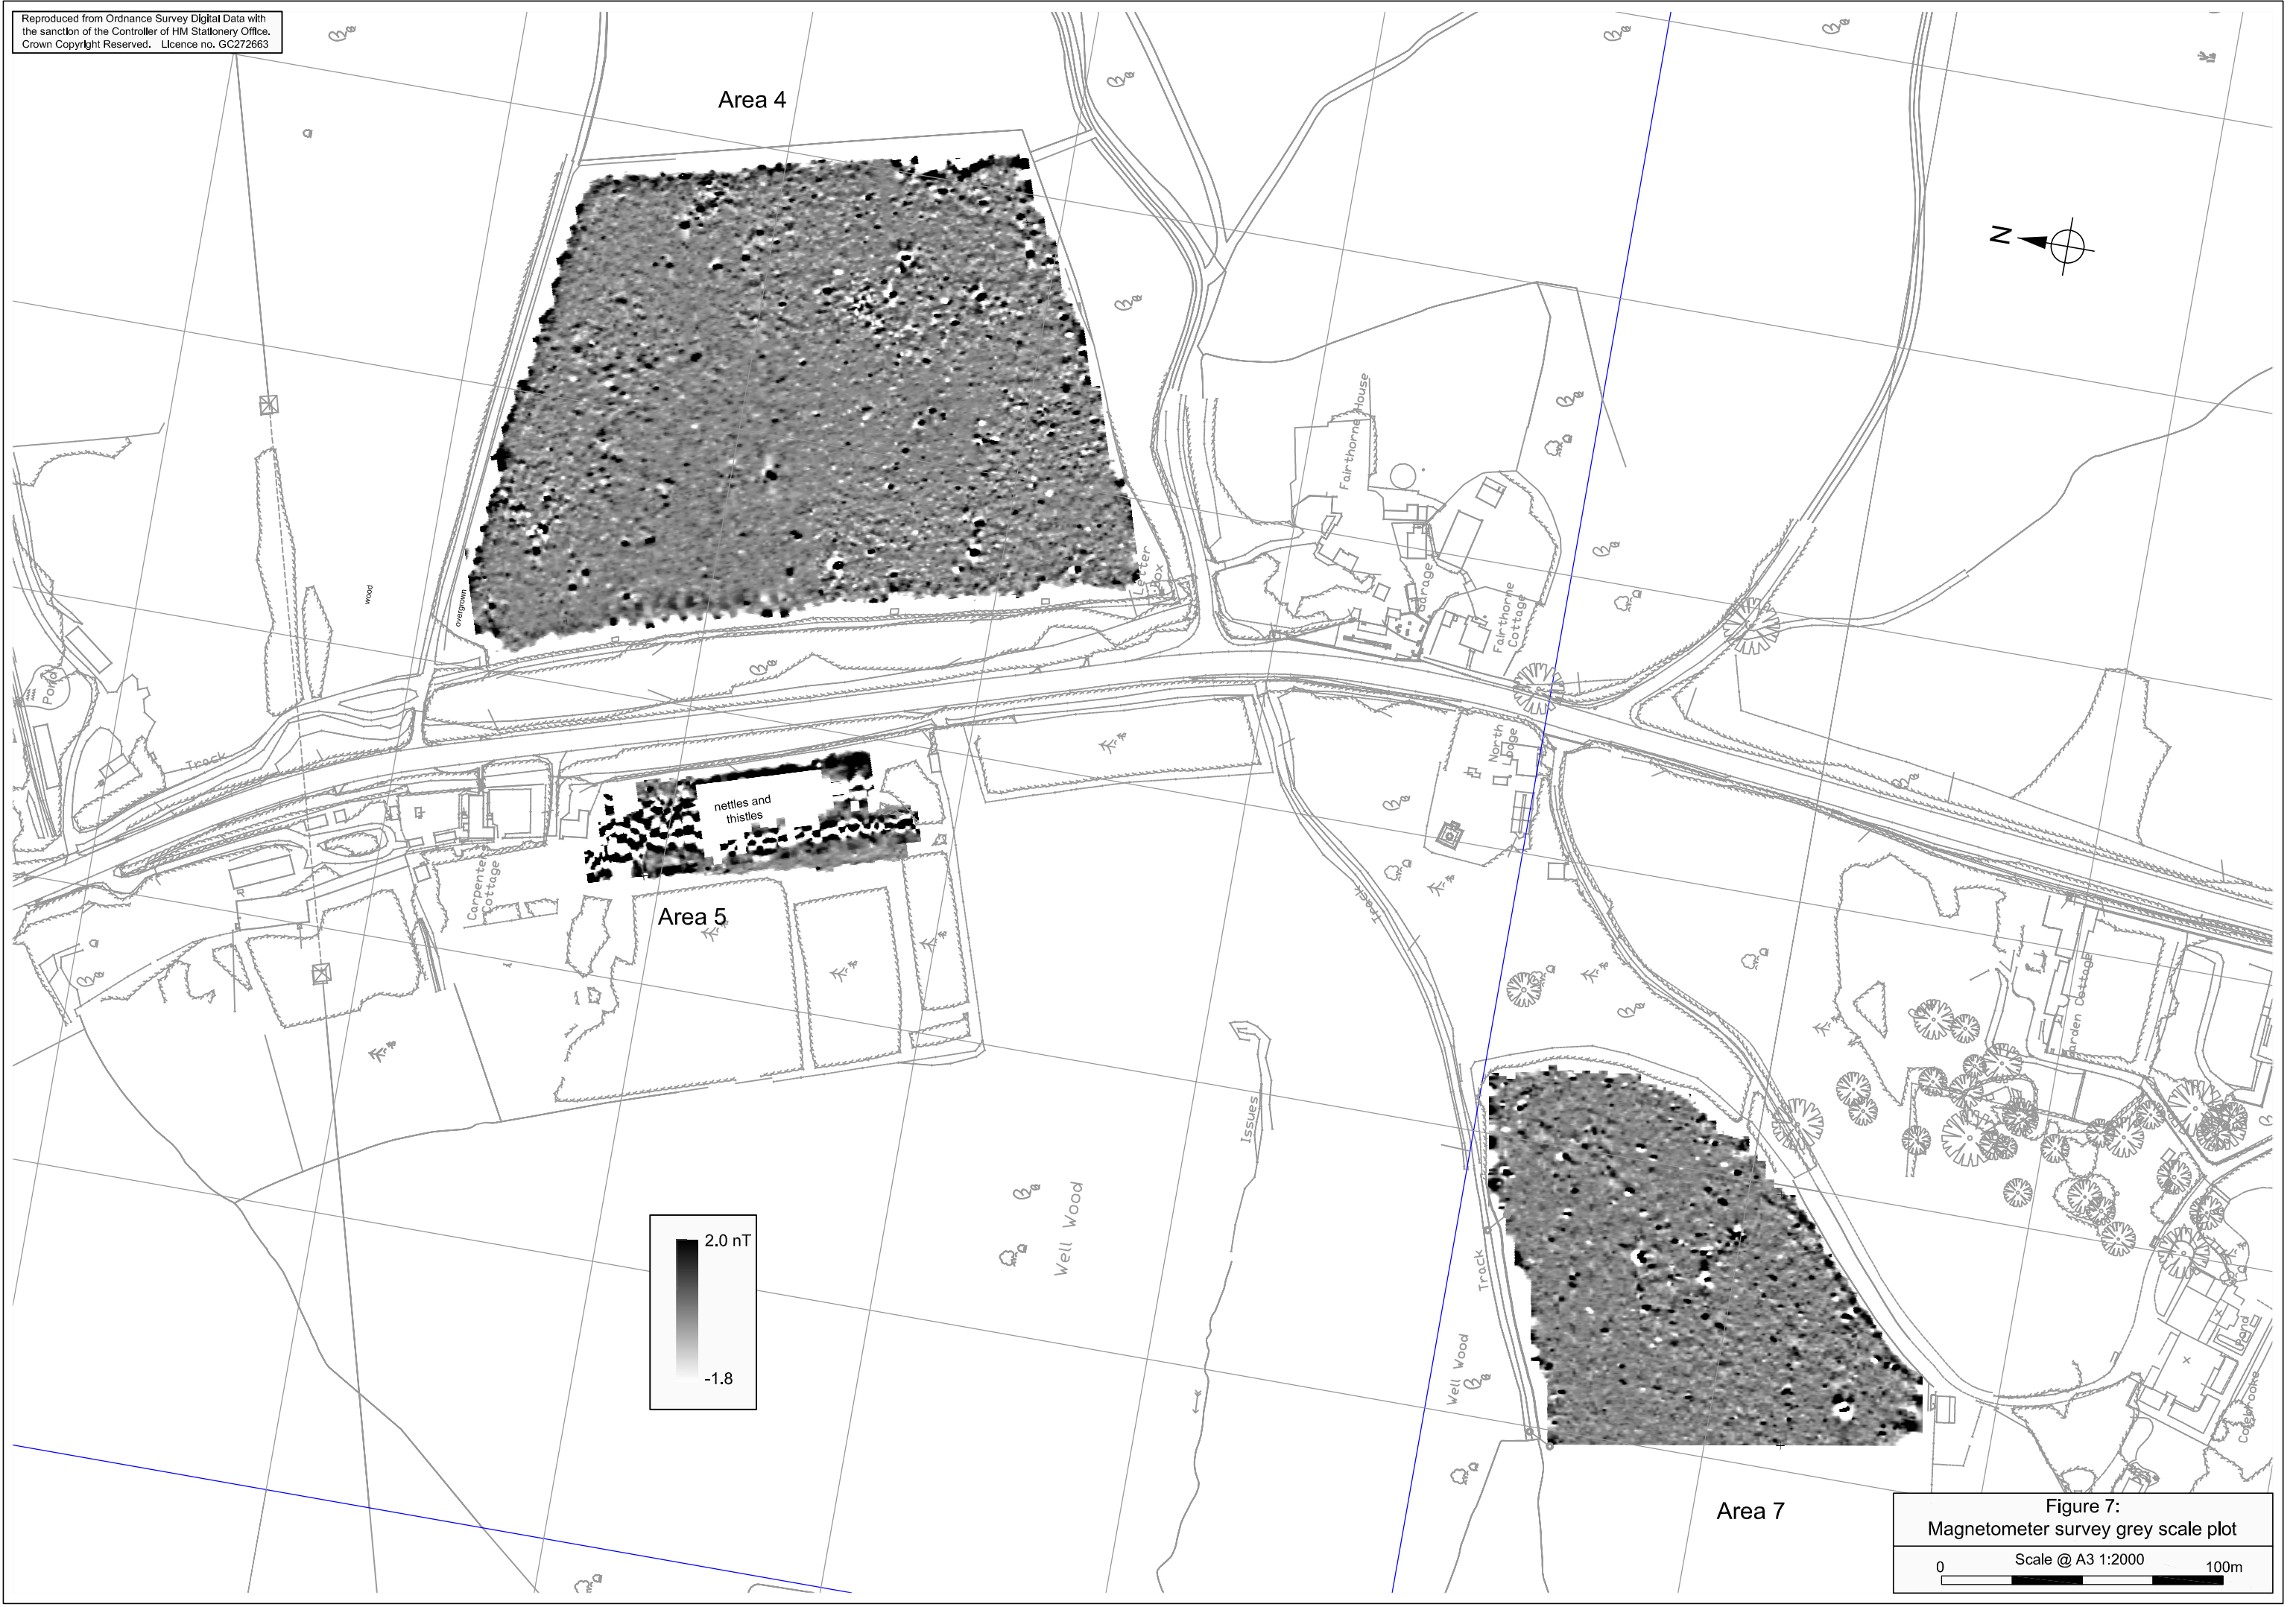 Reproduced from Ordnance Survey Digital Data with
the sanction of the Controller of HM Stationery Office.
Crown Copyright Reserved. Licence no. GC272663
Area 4
N
Fairthorne House
wood
overgrown
Letter
Box
Garage
Fairthorne
Cottage
Pond
Track
North
Lodge
nettles and
thistles
Carpenter
Cottage
Area 5
Track
Garden Cottage
Issues
Well Wood
2.0 nT
-1.8
Track
Well Wood
Pond
Colebrooke
Area 7
Figure 7:
Magnetometer survey grey scale plot
Scale @ A3 1:2000
0
100m